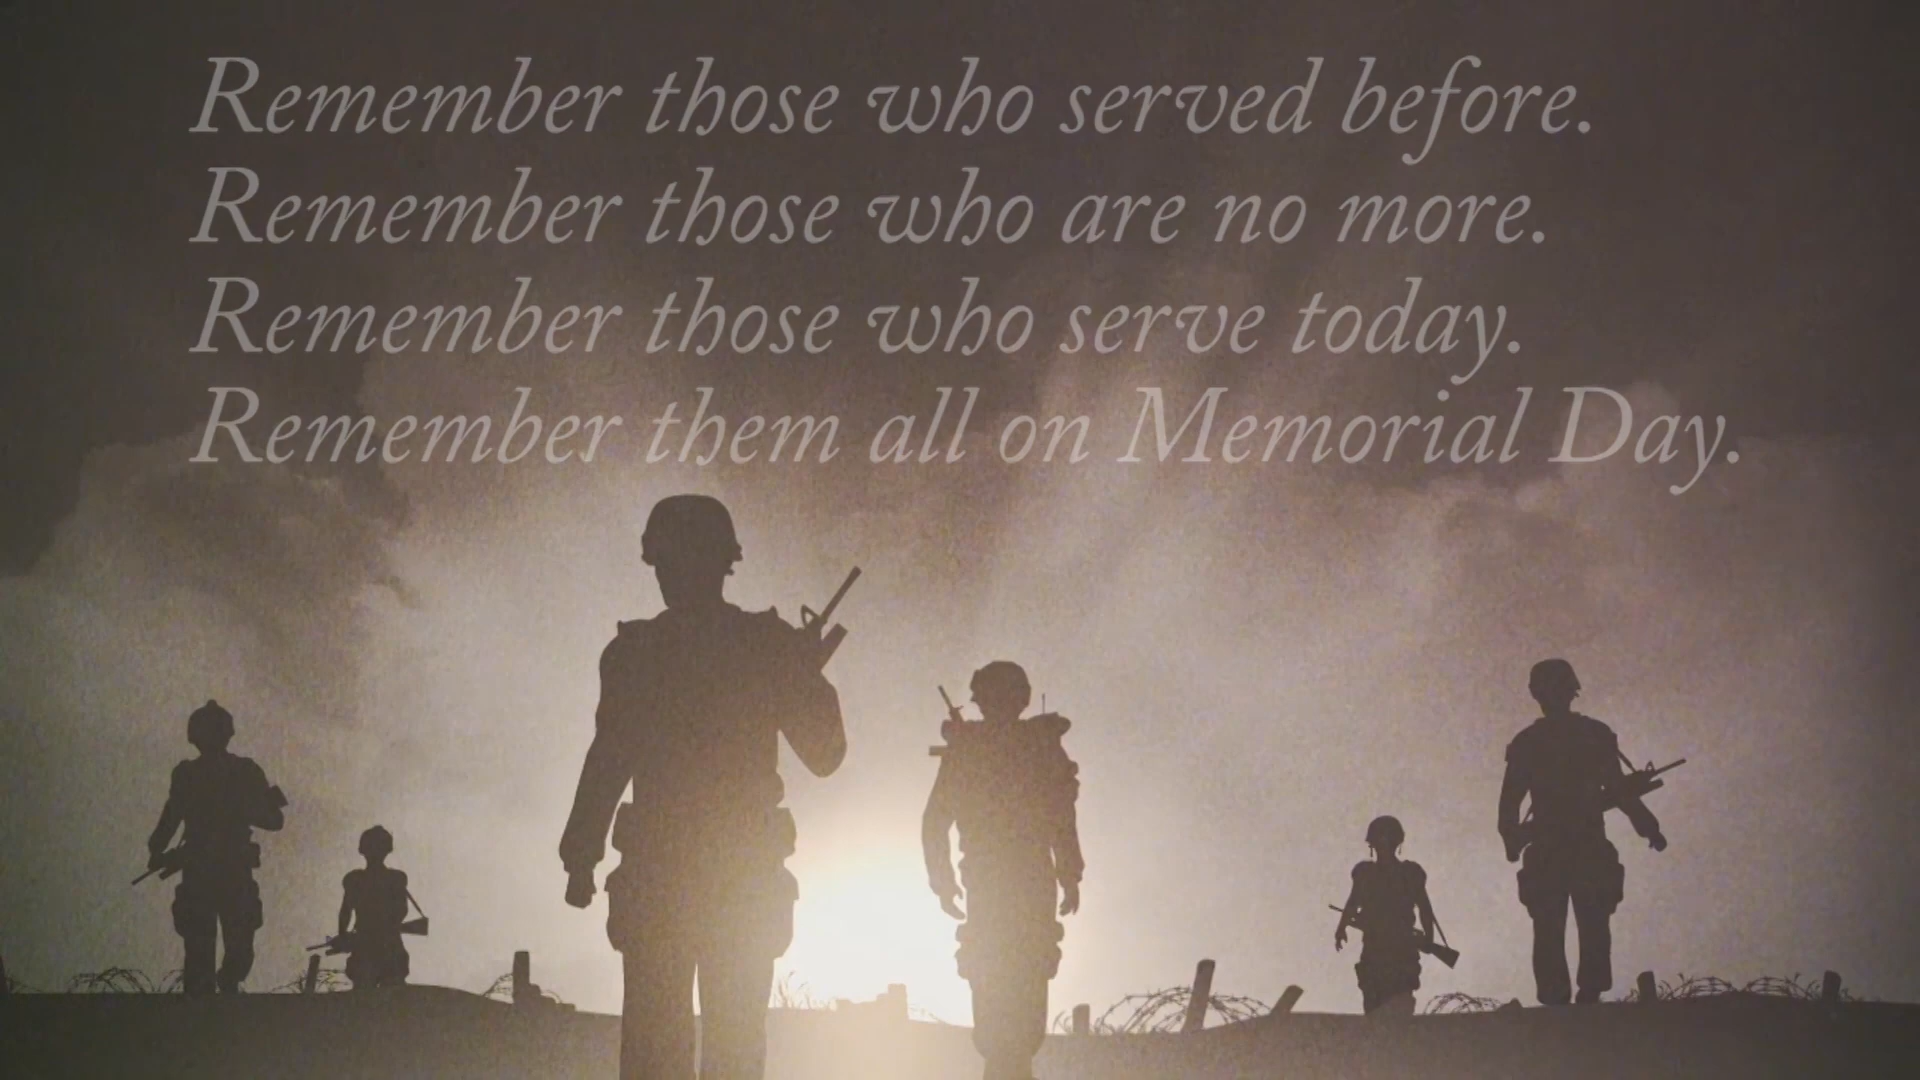 Remember those who served before.
Remember those who are no more.
Remember those who serve today.
Remember them all on Memorial Day.